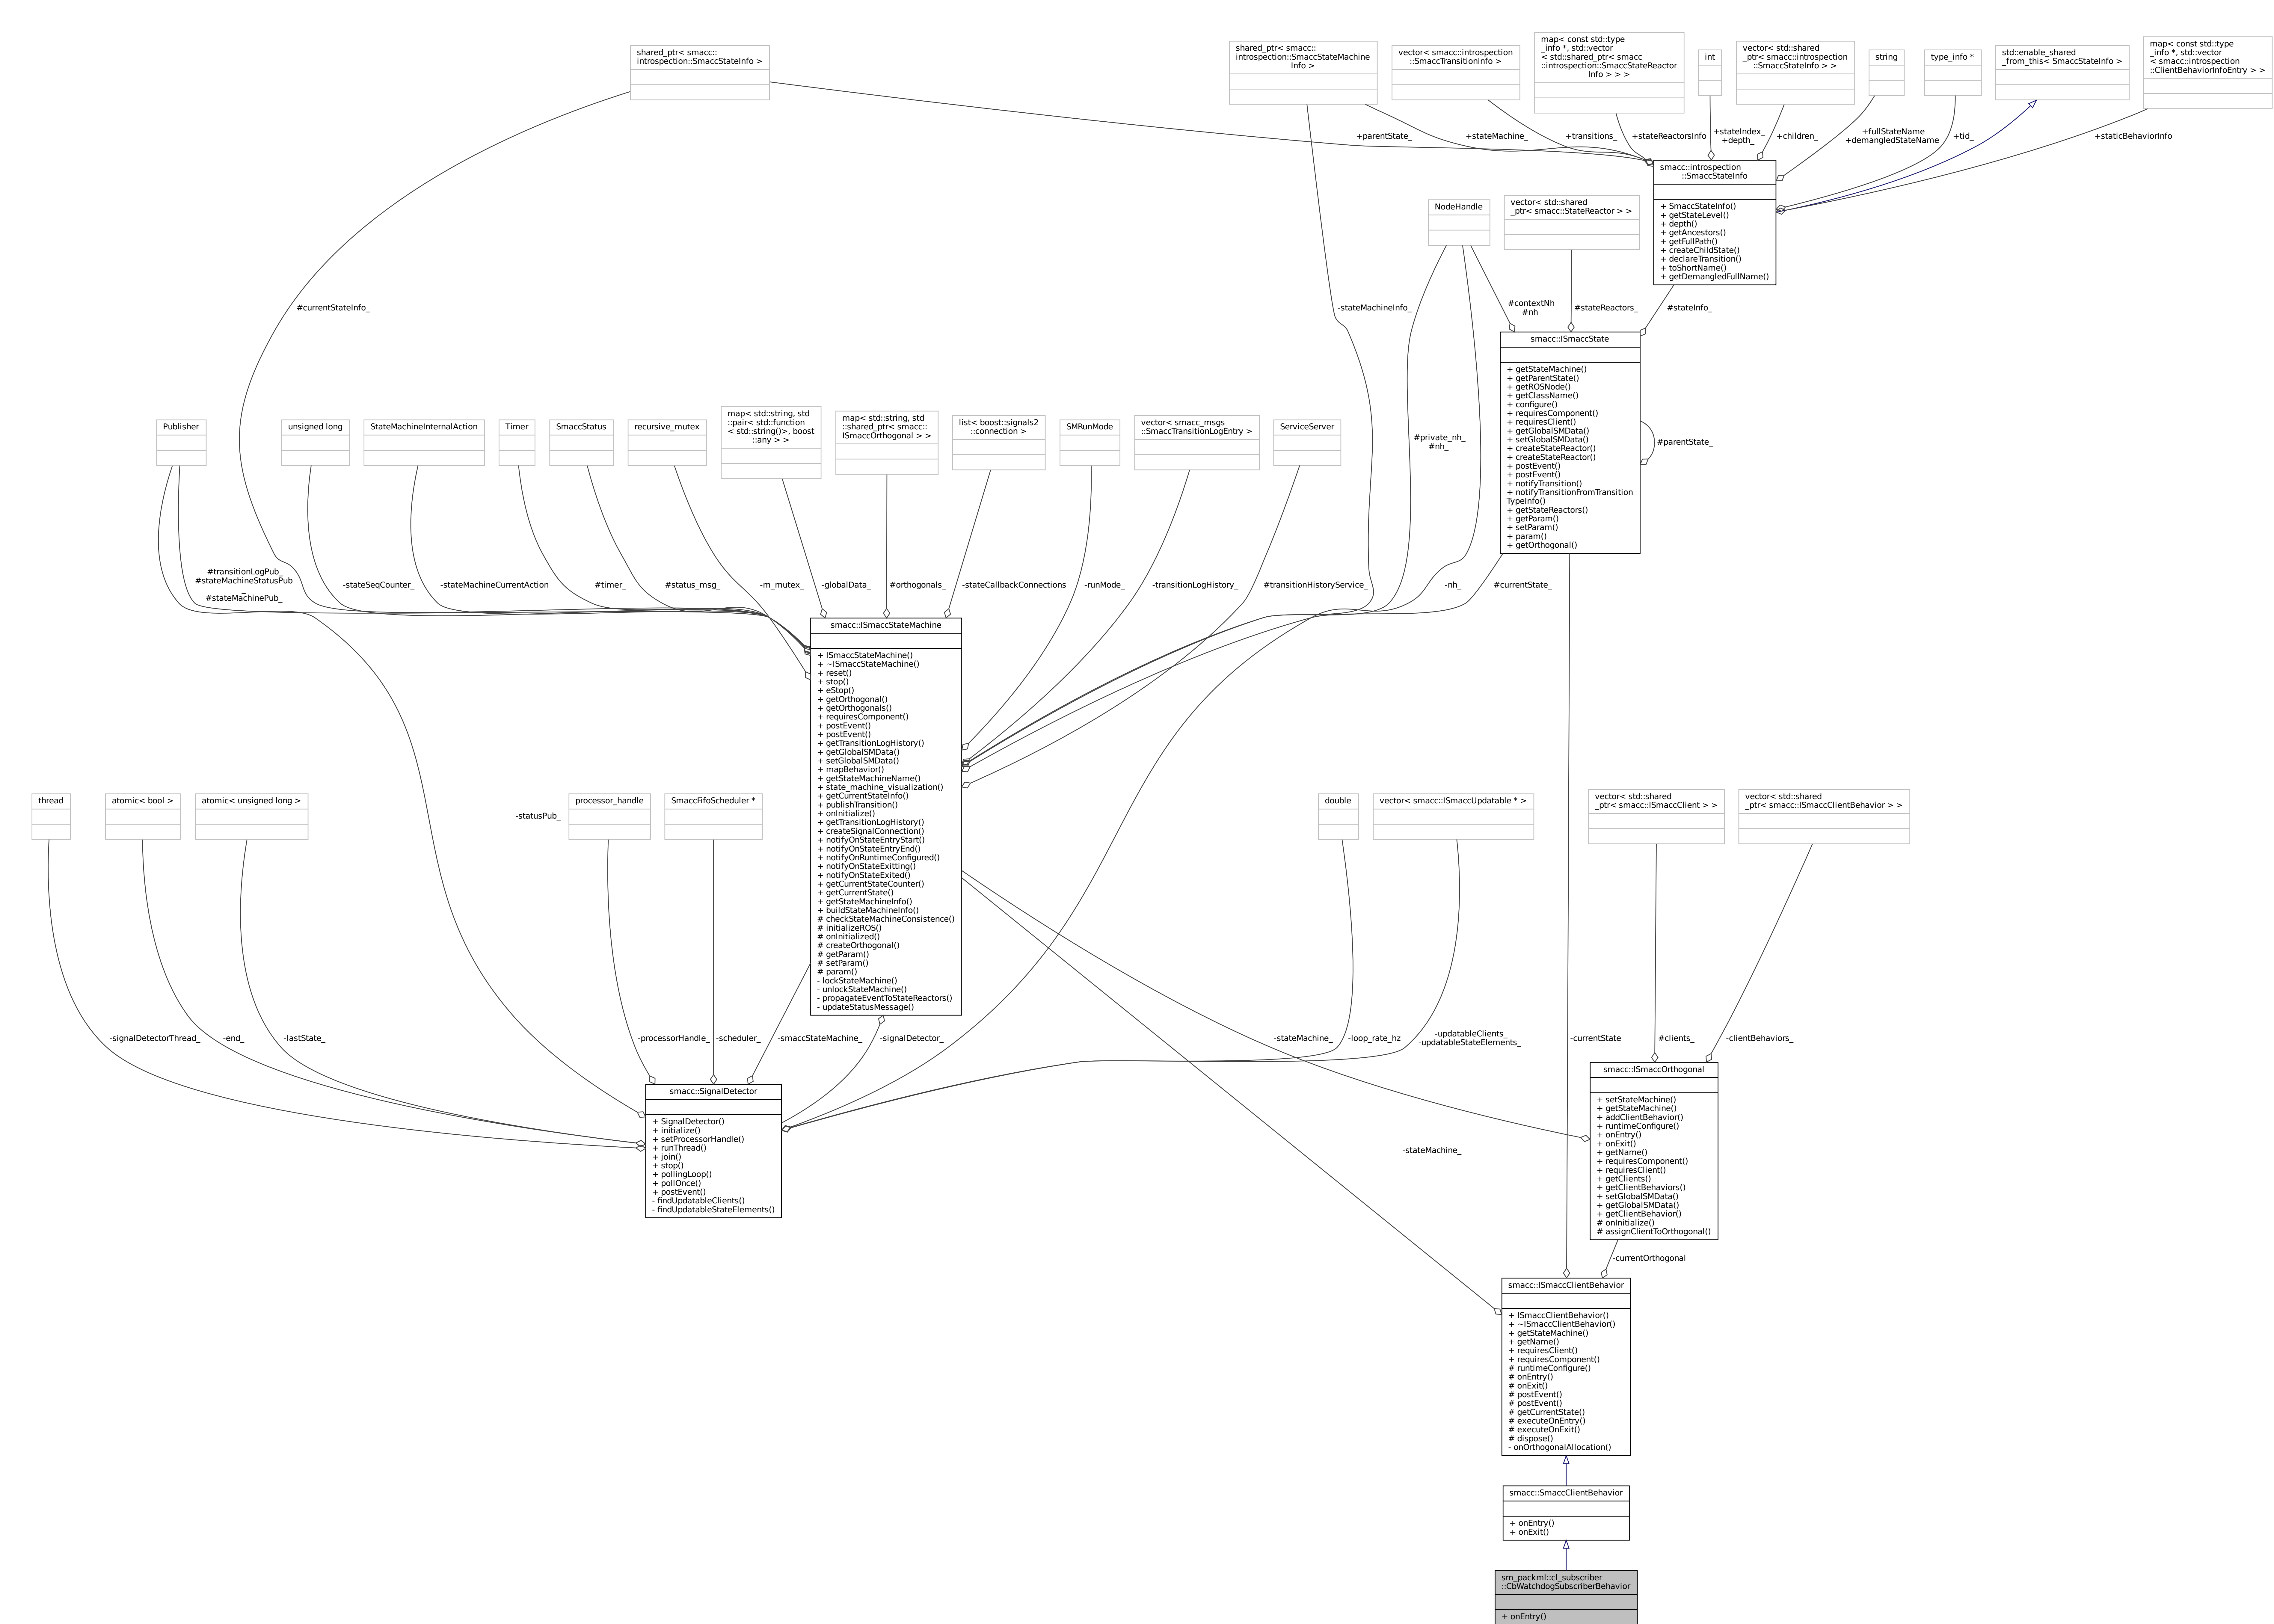 shared_ptr< smacc::
introspection::SmaccStateInfo >
shared_ptr< smacc::
introspection::SmaccStateMachine
Info >
vector< smacc::introspection
::SmaccTransitionInfo >
map< const std::type
_info *, std::vector
< std::shared_ptr< smacc
::introspection::SmaccStateReactor
Info > > >
int
vector< std::shared
_ptr< smacc::introspection
::SmaccStateInfo > >
string
type_info *
std::enable_shared
_from_this< SmaccStateInfo >
map< const std::type
_info *, std::vector
< smacc::introspection
::ClientBehaviorInfoEntry > >
+parentState_
+stateMachine_
+transitions_
+stateReactorsInfo
+stateIndex_
+depth_
+children_
+fullStateName
+demangledStateName
+tid_
+staticBehaviorInfo
smacc::introspection
::SmaccStateInfo
+ SmaccStateInfo()
+ getStateLevel()
+ depth()
+ getAncestors()
+ getFullPath()
+ createChildState()
+ declareTransition()
+ toShortName()
+ getDemangledFullName()
NodeHandle
vector< std::shared
_ptr< smacc::StateReactor > >
#currentStateInfo_
-stateMachineInfo_
#contextNh
#nh
#stateReactors_
#stateInfo_
smacc::ISmaccState
+ getStateMachine()
+ getParentState()
+ getROSNode()
+ getClassName()
+ configure()
+ requiresComponent()
+ requiresClient()
+ getGlobalSMData()
+ setGlobalSMData()
+ createStateReactor()
+ createStateReactor()
+ postEvent()
+ postEvent()
+ notifyTransition()
+ notifyTransitionFromTransition
TypeInfo()
+ getStateReactors()
+ getParam()
+ setParam()
+ param()
+ getOrthogonal()
#parentState_
#private_nh_
#nh_
Publisher
unsigned long
StateMachineInternalAction
Timer
SmaccStatus
recursive_mutex
map< std::string, std
::pair< std::function
< std::string()>, boost
::any > >
map< std::string, std
::shared_ptr< smacc::
ISmaccOrthogonal > >
list< boost::signals2
::connection >
SMRunMode
vector< smacc_msgs
::SmaccTransitionLogEntry >
ServiceServer
#transitionLogPub_
#stateMachineStatusPub
_
#stateMachinePub_
-stateSeqCounter_
-stateMachineCurrentAction
#timer_
#status_msg_
-m_mutex_
-globalData_
#orthogonals_
-stateCallbackConnections
-runMode_
-transitionLogHistory_
#transitionHistoryService_
-nh_
#currentState_
smacc::ISmaccStateMachine
+ ISmaccStateMachine()
+ ~ISmaccStateMachine()
+ reset()
+ stop()
+ eStop()
+ getOrthogonal()
+ getOrthogonals()
+ requiresComponent()
+ postEvent()
+ postEvent()
+ getTransitionLogHistory()
+ getGlobalSMData()
+ setGlobalSMData()
+ mapBehavior()
+ getStateMachineName()
+ state_machine_visualization()
+ getCurrentStateInfo()
+ publishTransition()
+ onInitialize()
+ getTransitionLogHistory()
+ createSignalConnection()
+ notifyOnStateEntryStart()
+ notifyOnStateEntryEnd()
+ notifyOnRuntimeConfigured()
+ notifyOnStateExitting()
+ notifyOnStateExited()
+ getCurrentStateCounter()
+ getCurrentState()
+ getStateMachineInfo()
+ buildStateMachineInfo()
# checkStateMachineConsistence()
# initializeROS()
# onInitialized()
# createOrthogonal()
# getParam()
# setParam()
# param()
- lockStateMachine()
- unlockStateMachine()
- propagateEventToStateReactors()
- updateStatusMessage()
thread
atomic< bool >
atomic< unsigned long >
-statusPub_
processor_handle
SmaccFifoScheduler *
double
vector< smacc::ISmaccUpdatable * >
vector< std::shared
_ptr< smacc::ISmaccClient > >
vector< std::shared
_ptr< smacc::ISmaccClientBehavior > >
-signalDetectorThread_
-end_
-lastState_
-processorHandle_
-scheduler_
-smaccStateMachine_
-signalDetector_
-stateMachine_
-loop_rate_hz
-updatableClients_
-updatableStateElements_
-currentState
#clients_
-clientBehaviors_
smacc::SignalDetector
+ SignalDetector()
+ initialize()
+ setProcessorHandle()
+ runThread()
+ join()
+ stop()
+ pollingLoop()
+ pollOnce()
+ postEvent()
- findUpdatableClients()
- findUpdatableStateElements()
smacc::ISmaccOrthogonal
+ setStateMachine()
+ getStateMachine()
+ addClientBehavior()
+ runtimeConfigure()
+ onEntry()
+ onExit()
+ getName()
+ requiresComponent()
+ requiresClient()
+ getClients()
+ getClientBehaviors()
+ setGlobalSMData()
+ getGlobalSMData()
+ getClientBehavior()
# onInitialize()
# assignClientToOrthogonal()
-stateMachine_
-currentOrthogonal
smacc::ISmaccClientBehavior
+ ISmaccClientBehavior()
+ ~ISmaccClientBehavior()
+ getStateMachine()
+ getName()
+ requiresClient()
+ requiresComponent()
# runtimeConfigure()
# onEntry()
# onExit()
# postEvent()
# postEvent()
# getCurrentState()
# executeOnEntry()
# executeOnExit()
# dispose()
- onOrthogonalAllocation()
smacc::SmaccClientBehavior
+ onEntry()
+ onExit()
sm_packml::cl_subscriber
::CbWatchdogSubscriberBehavior
+ onEntry()